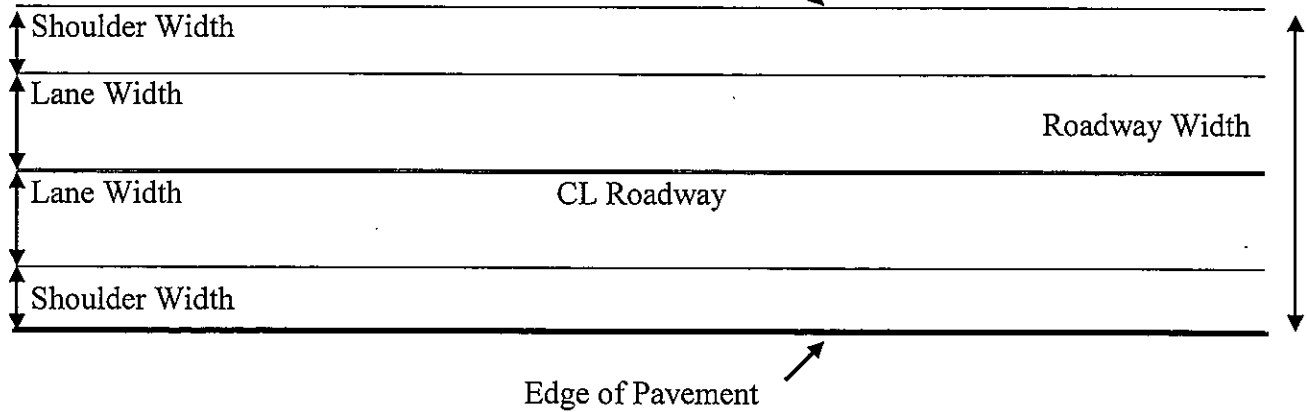 Shoulder Width
Lane Width
Roadway Width
Lane Width
CL Roadway
Shoulder Width
Edge of Pavement